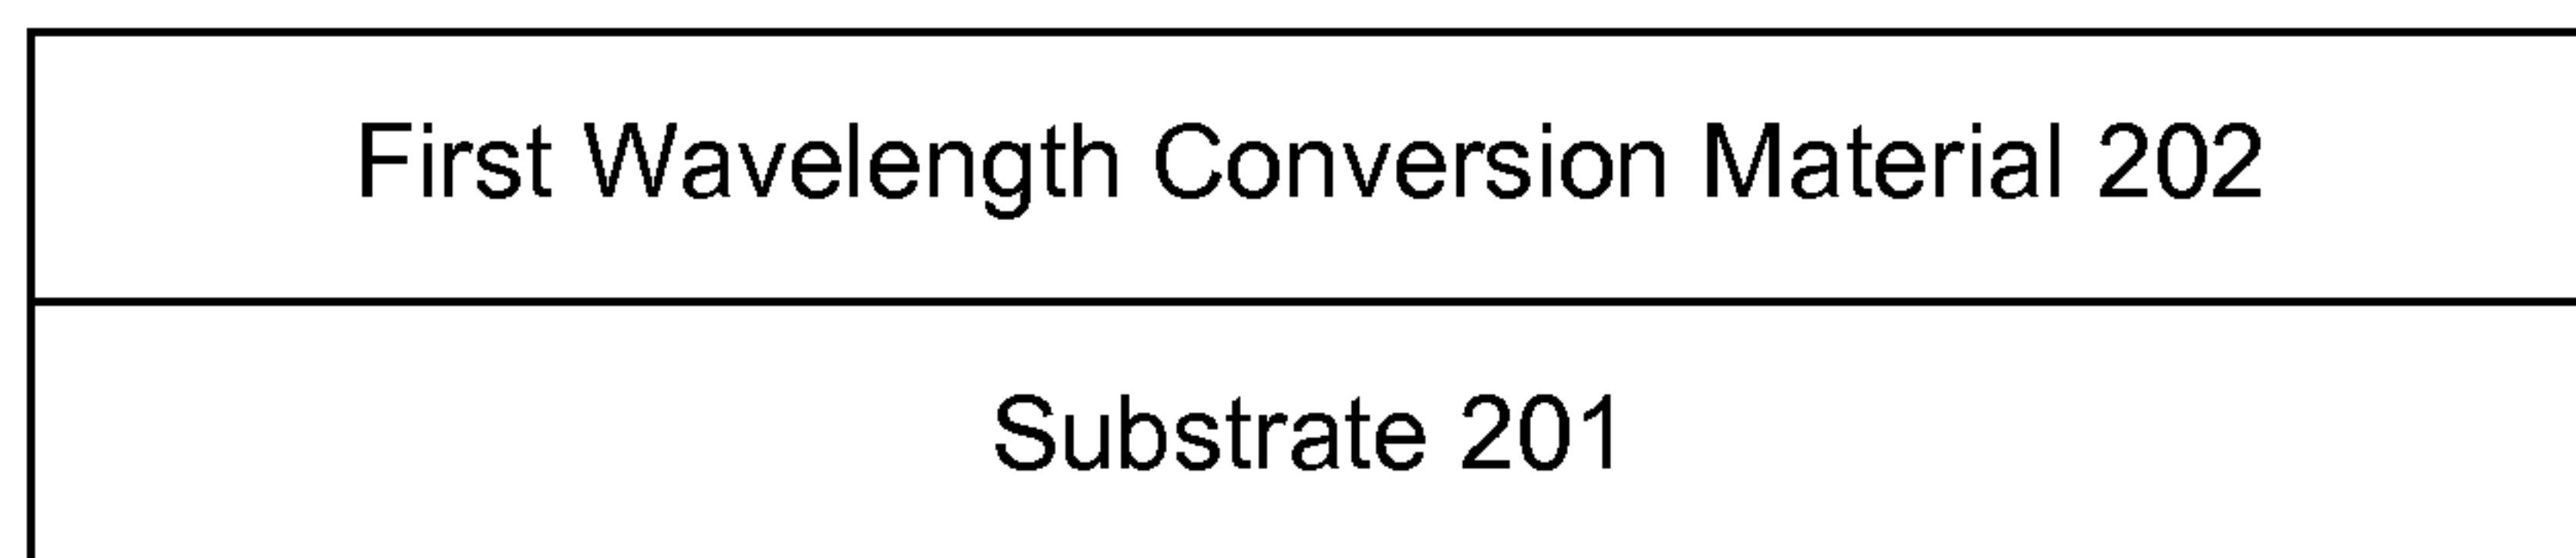 First Wavelength Conversion Material 202
Substrate 201